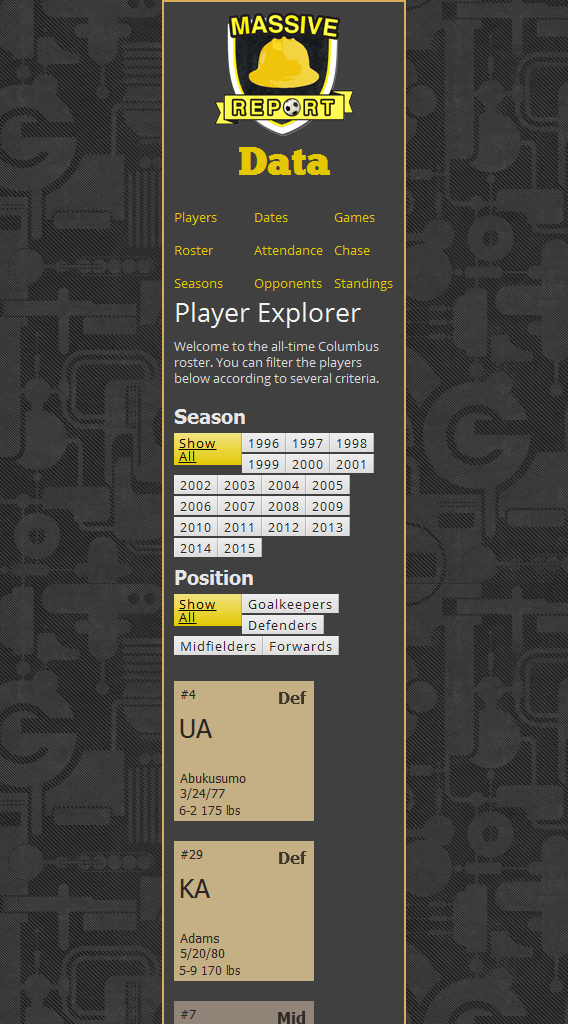 MASSIVE
REPORT
Data
Players Dates Games
Roster Attendance Chase
Seasons Opponents Standings
Player Explorer
Welcome to the all-time Columbus
roster. You can filter the players
below according to several criteria.
Season
Show All 1996 1997 1998
1999 2000 2001
2002 2003 2004 2005
2006 2007 2008 2009
2010 2011 2012 2013
2014 2015
Position
Show All Goalkeepers
Defenders
Midfielders Forwards
#4 Def
UA
Abukusumo
3/24/77
6-2 175 lbs
#29 Def
KA
Adams
5/20/80
5-9 170 lbs
#7 Mid